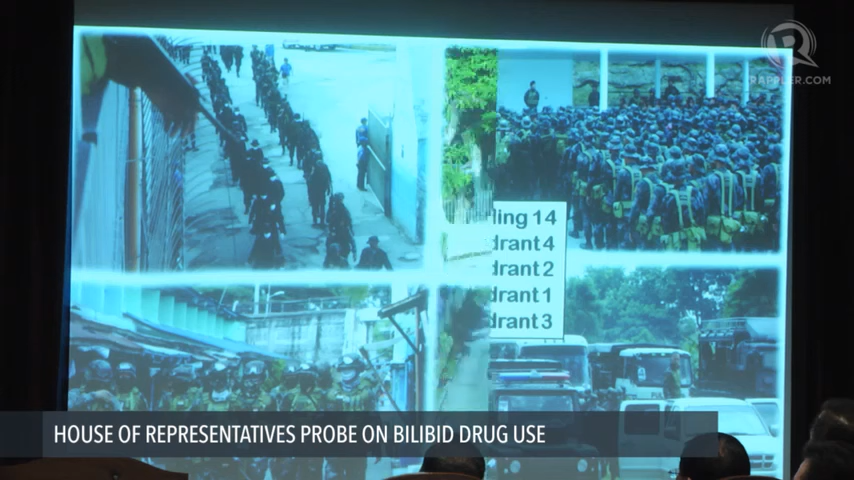 RAPPLER.COM
ling 14
drant 4
drant 2
drant 1
drant 3
HOUSE OF REPRESENTATIVES PROBE ON BILIBID DRUG USE